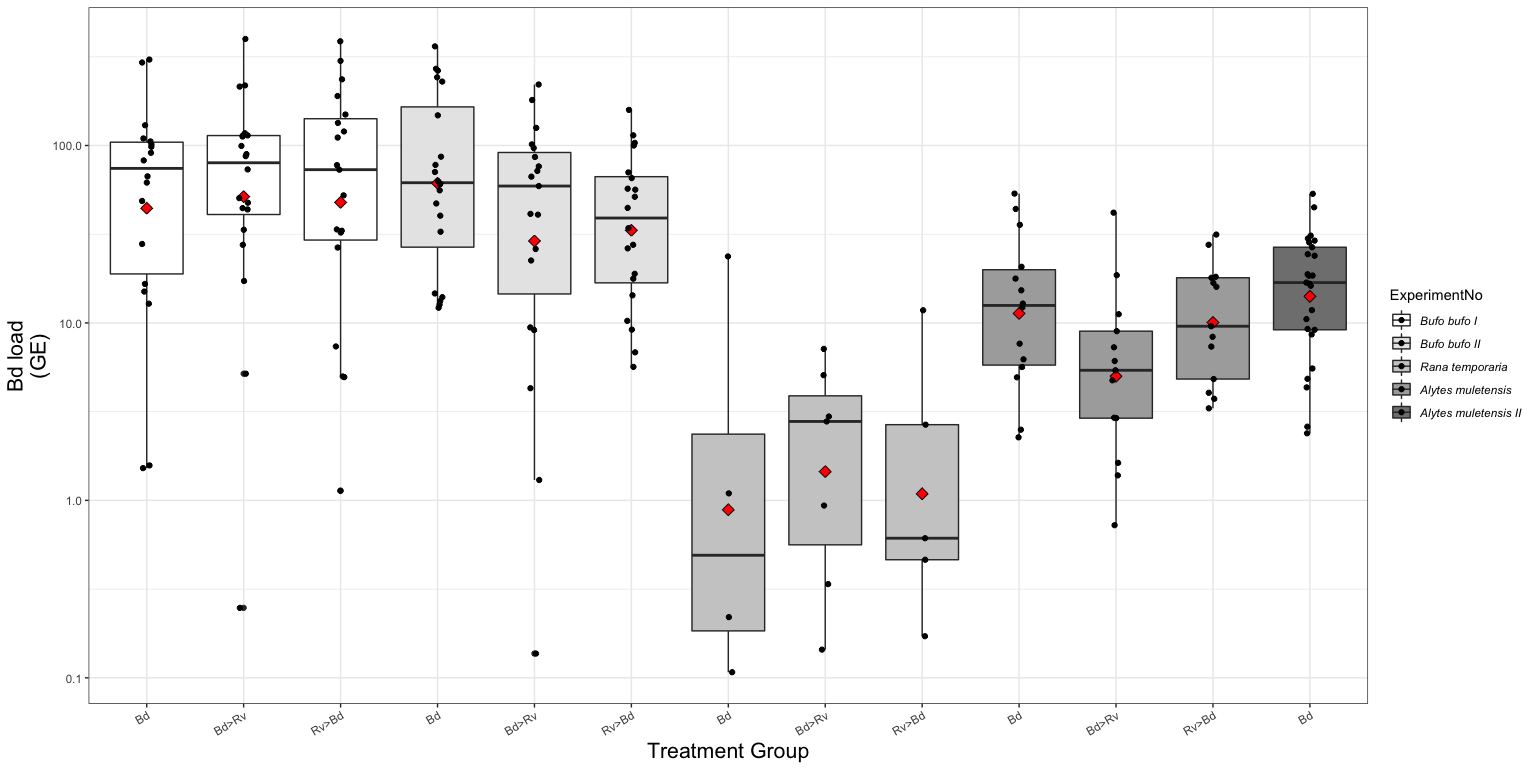 Bd load
(GE)
100.0
10.0
1.0
0.1
Bd
Bd>Rv
Rv>Bd
Bd
Bd>Rv
Rv>Bd
Bd
Bd>Rv
Rv>Bd
Bd
Bd>Rv
Rv>Bd
Bd
Treatment Group
ExperimentNo
Bufo bufo I
Bufo bufo II
Rana temporaria
Alytes muletensis
Alytes muletensis II